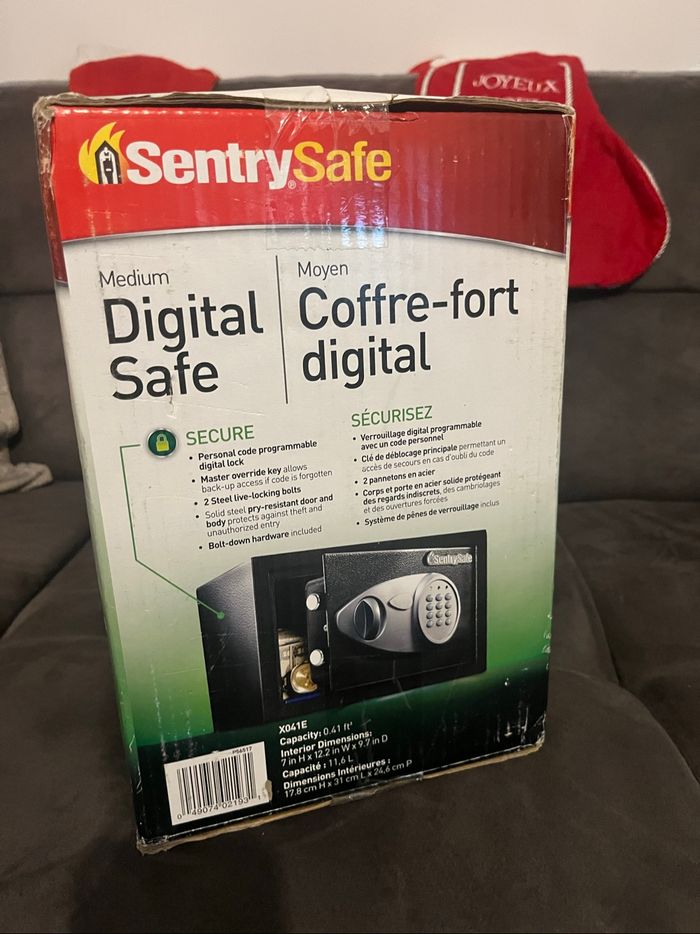 JOYEUX
SentrySafe®
Medium
Digital
Safe
Moyen
Coffre-fort
digital
SECURE
• Personal code programmable
digital lock
• Master override key allows
back-up access if code is forgotten
• 2 Steel live-locking bolts
• Solid steel pry-resistant door and
body protects against theft and
unauthorized entry
• Bolt-down hardware included
SÉCURISEZ
• Verrouillage digital programmable
avec un code personnel
• Clé de déblocage principale permettant un
accès de secours en cas d'oubli du code
• 2 pannetons en acier
• Corps et porte en acier solide protégeant
des regards indiscrets, des cambriolages
et des ouvertures forcées
• Système de pênes de verrouillage inclus
SentrySafe
X041E
Capacity: 0.41 ft³
Interior Dimensions:
7 in H x 12.2 in W x 9.7 in D
Capacité : 11,6 L
Dimensions Intérieures :
17.8 cm H x 31 cm L x 24,6 cm P
P56517
0 49074 02193 1